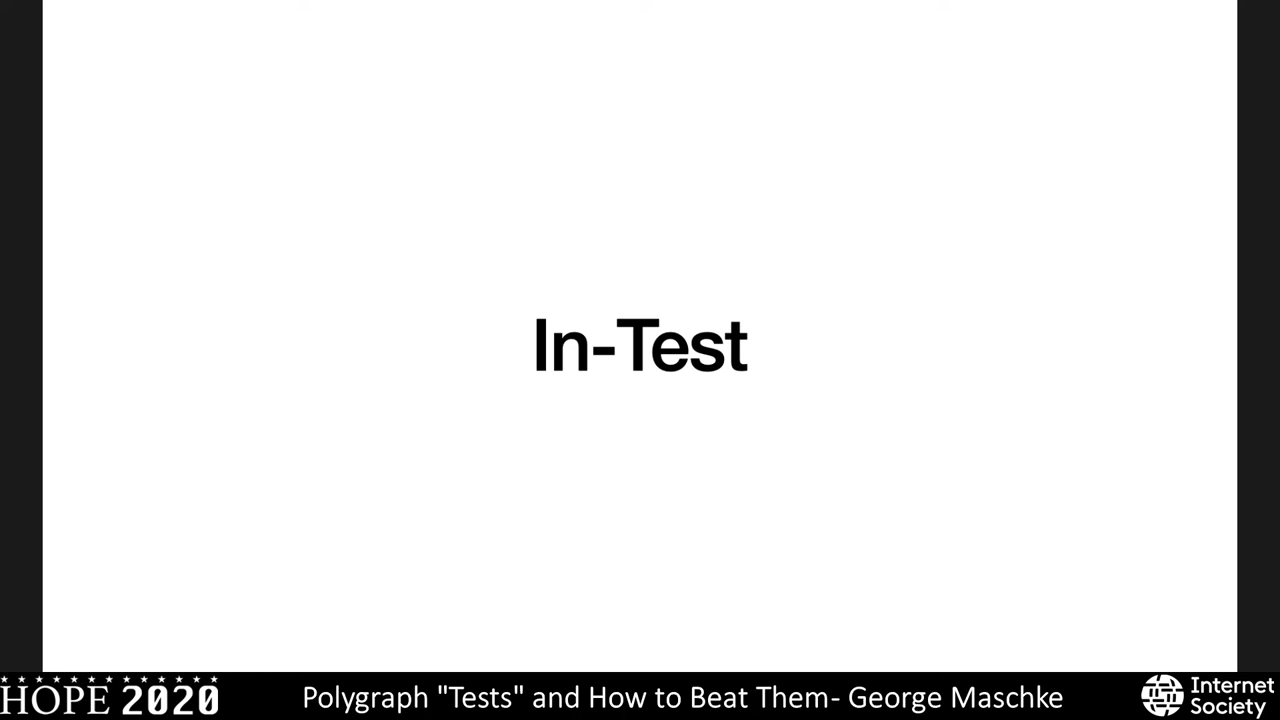 In-Test
HOPE 2020
Polygraph "Tests" and How to Beat Them- George Maschke
Internet
Society